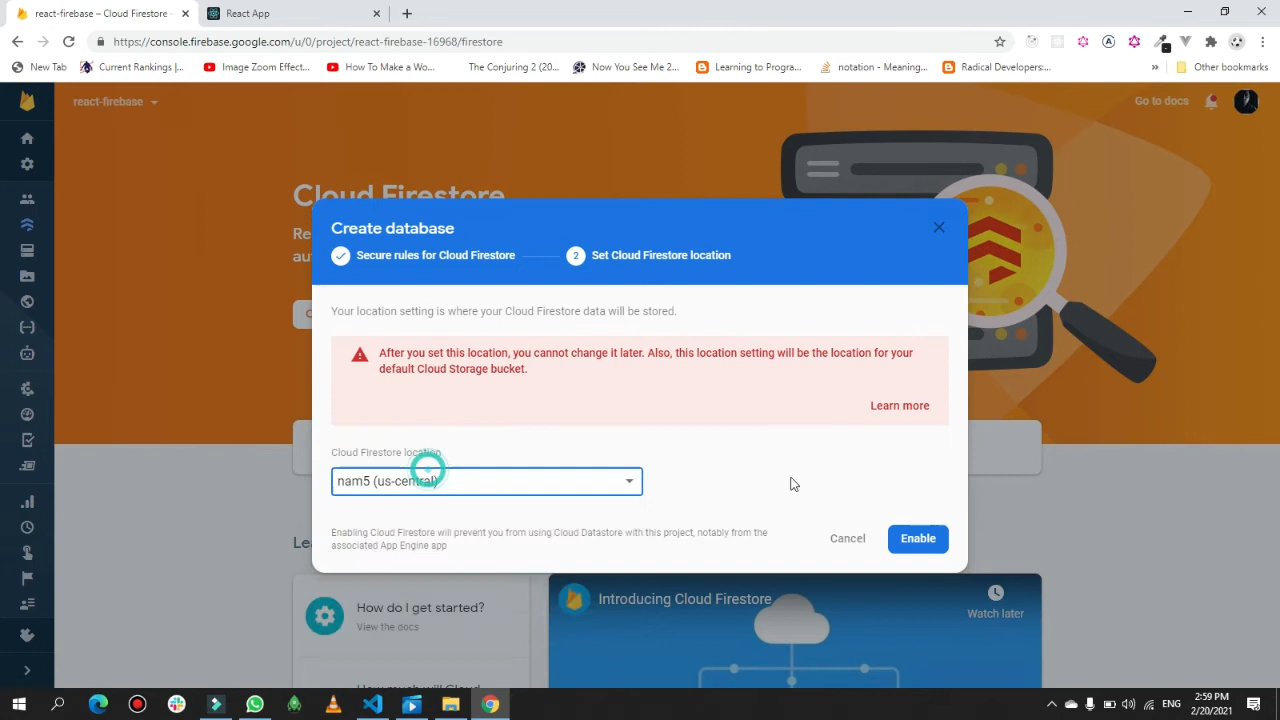 react-firebase – Cloud Firestore -
React App
https://console.firebase.google.com/u/0/project/react-firebase-16968/firestore
New Tab
Current Rankings |...
Image Zoom Effect...
How To Make a Wo...
The Conjuring 2 (20...
Now You See Me 2...
Learning to Progra...
notation - Meaning...
Radical Developers:...
»
Other bookmarks
react-firebase
Go to docs
Cloud Firestore
Create database
Secure rules for Cloud Firestore
2
Set Cloud Firestore location
Your location setting is where your Cloud Firestore data will be stored.
After you set this location, you cannot change it later. Also, this location setting will be the location for your
default Cloud Storage bucket.
Learn more
Cloud Firestore location
nam5 (us-central)
Enabling Cloud Firestore will prevent you from using Cloud Datastore with this project, notably from the
associated App Engine app
Cancel
Enable
How do I get started?
View the docs
Introducing Cloud Firestore
Watch later
ENG
2:59 PM
2/20/2021